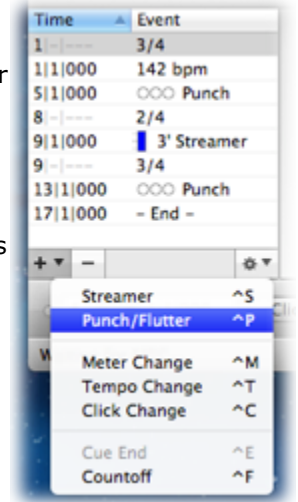 Time Event
1|-|--- 3/4
r
1|1|000 142 bpm
5|1|000 Punch
8|-|--- 2/4
9|1|000 3' Streamer
9|-|--- 3/4
13|1|000 Punch
17|1|000 - End -
s
+ −
Streamer ^S
Punch/Flutter ^P
Cli
W
Meter Change ^M
Tempo Change ^T
Click Change ^C
Cue End ^E
Countoff ^F